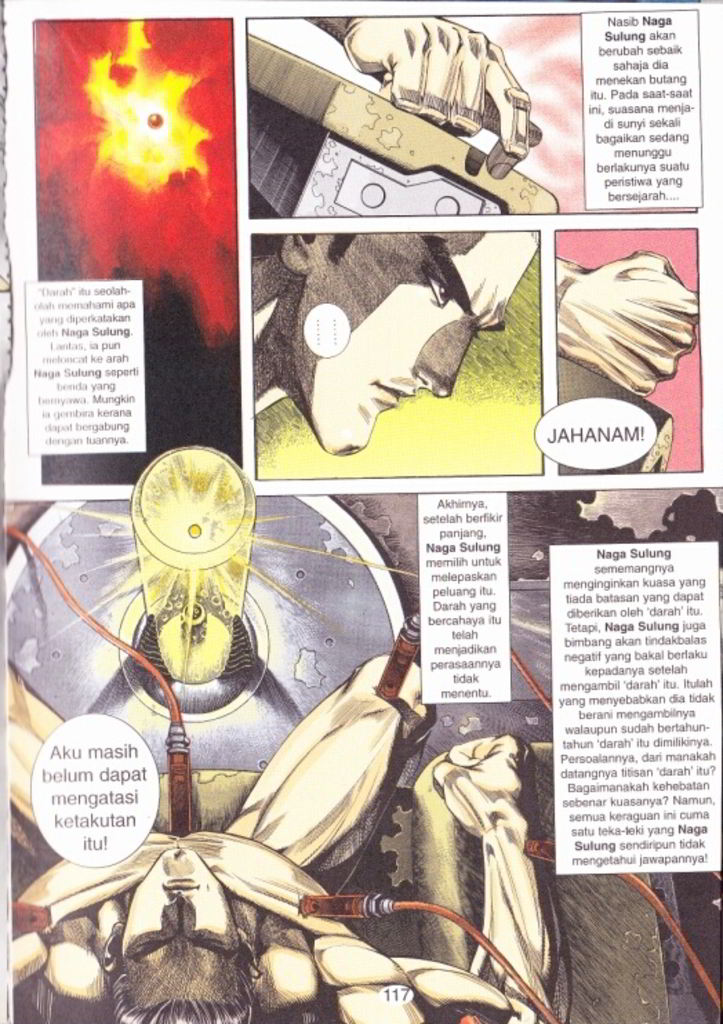 "Darah" itu seolah-
olah memahami apa
yang diperkatakan
oleh Naga Sulung.
Lantas, ia pun
meloncat ke arah
Naga Sulung seperti
benda yang
bernyawa. Mungkin
ia gembira kerana
dapat bergabung
dengan tuannya.
Nasib Naga
Sulung akan
berubah sebaik
sahaja dia
menekan butang
itu. Pada saat-saat
ini, suasana menja-
di sunyi sekali
bagaikan sedang
menunggu
berlakunya suatu
peristiwa yang
bersejarah....
............
JAHANAM!
Akhirnya,
setelah berfikir
panjang,
Naga Sulung
memilih untuk
melepaskan
peluang itu.
Darah yang
bercahaya itu
telah
menjadikan
perasaannya
tidak
menentu.
Naga Sulung
sememangnya
menginginkan kuasa yang
tiada batasan yang dapat
diberikan oleh 'darah' itu.
Tetapi, Naga Sulung juga
bimbang akan tindakbalas
negatif yang bakal berlaku
kepadanya setelah
mengambil 'darah' itu. Itulah
yang menyebabkan dia tidak
berani mengambilnya
walaupun sudah bertahun-
tahun 'darah' itu dimilikinya.
Persoalannya, dari manakah
datangnya titisan 'darah' itu?
Bagaimanakah kehebatan
sebenar kuasanya? Namun,
semua keraguan ini cuma
satu teka-teki yang Naga
Sulung sendiripun tidak
mengetahui jawapannya!
Aku masih
belum dapat
mengatasi
ketakutan
itu!
117